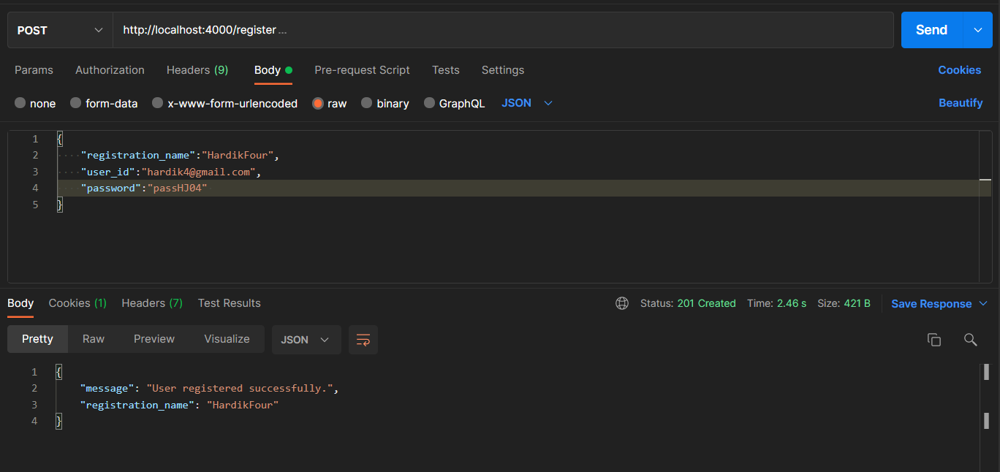 POST http://localhost:4000/register ... Send
Params Authorization Headers (9) Body Pre-request Script Tests Settings Cookies
none form-data x-www-form-urlencoded raw binary GraphQL JSON Beautify
1 {
2 "registration_name":"HardikFour",
3 "user_id":"hardik4@gmail.com",
4 "password":"passHJ04"
5 }
Body Cookies (1) Headers (7) Test Results Status: 201 Created Time: 2.46 s Size: 421 B Save Response
Pretty Raw Preview Visualize JSON
1 {
2 "message": "User registered successfully.",
3 "registration_name": "HardikFour"
4 }